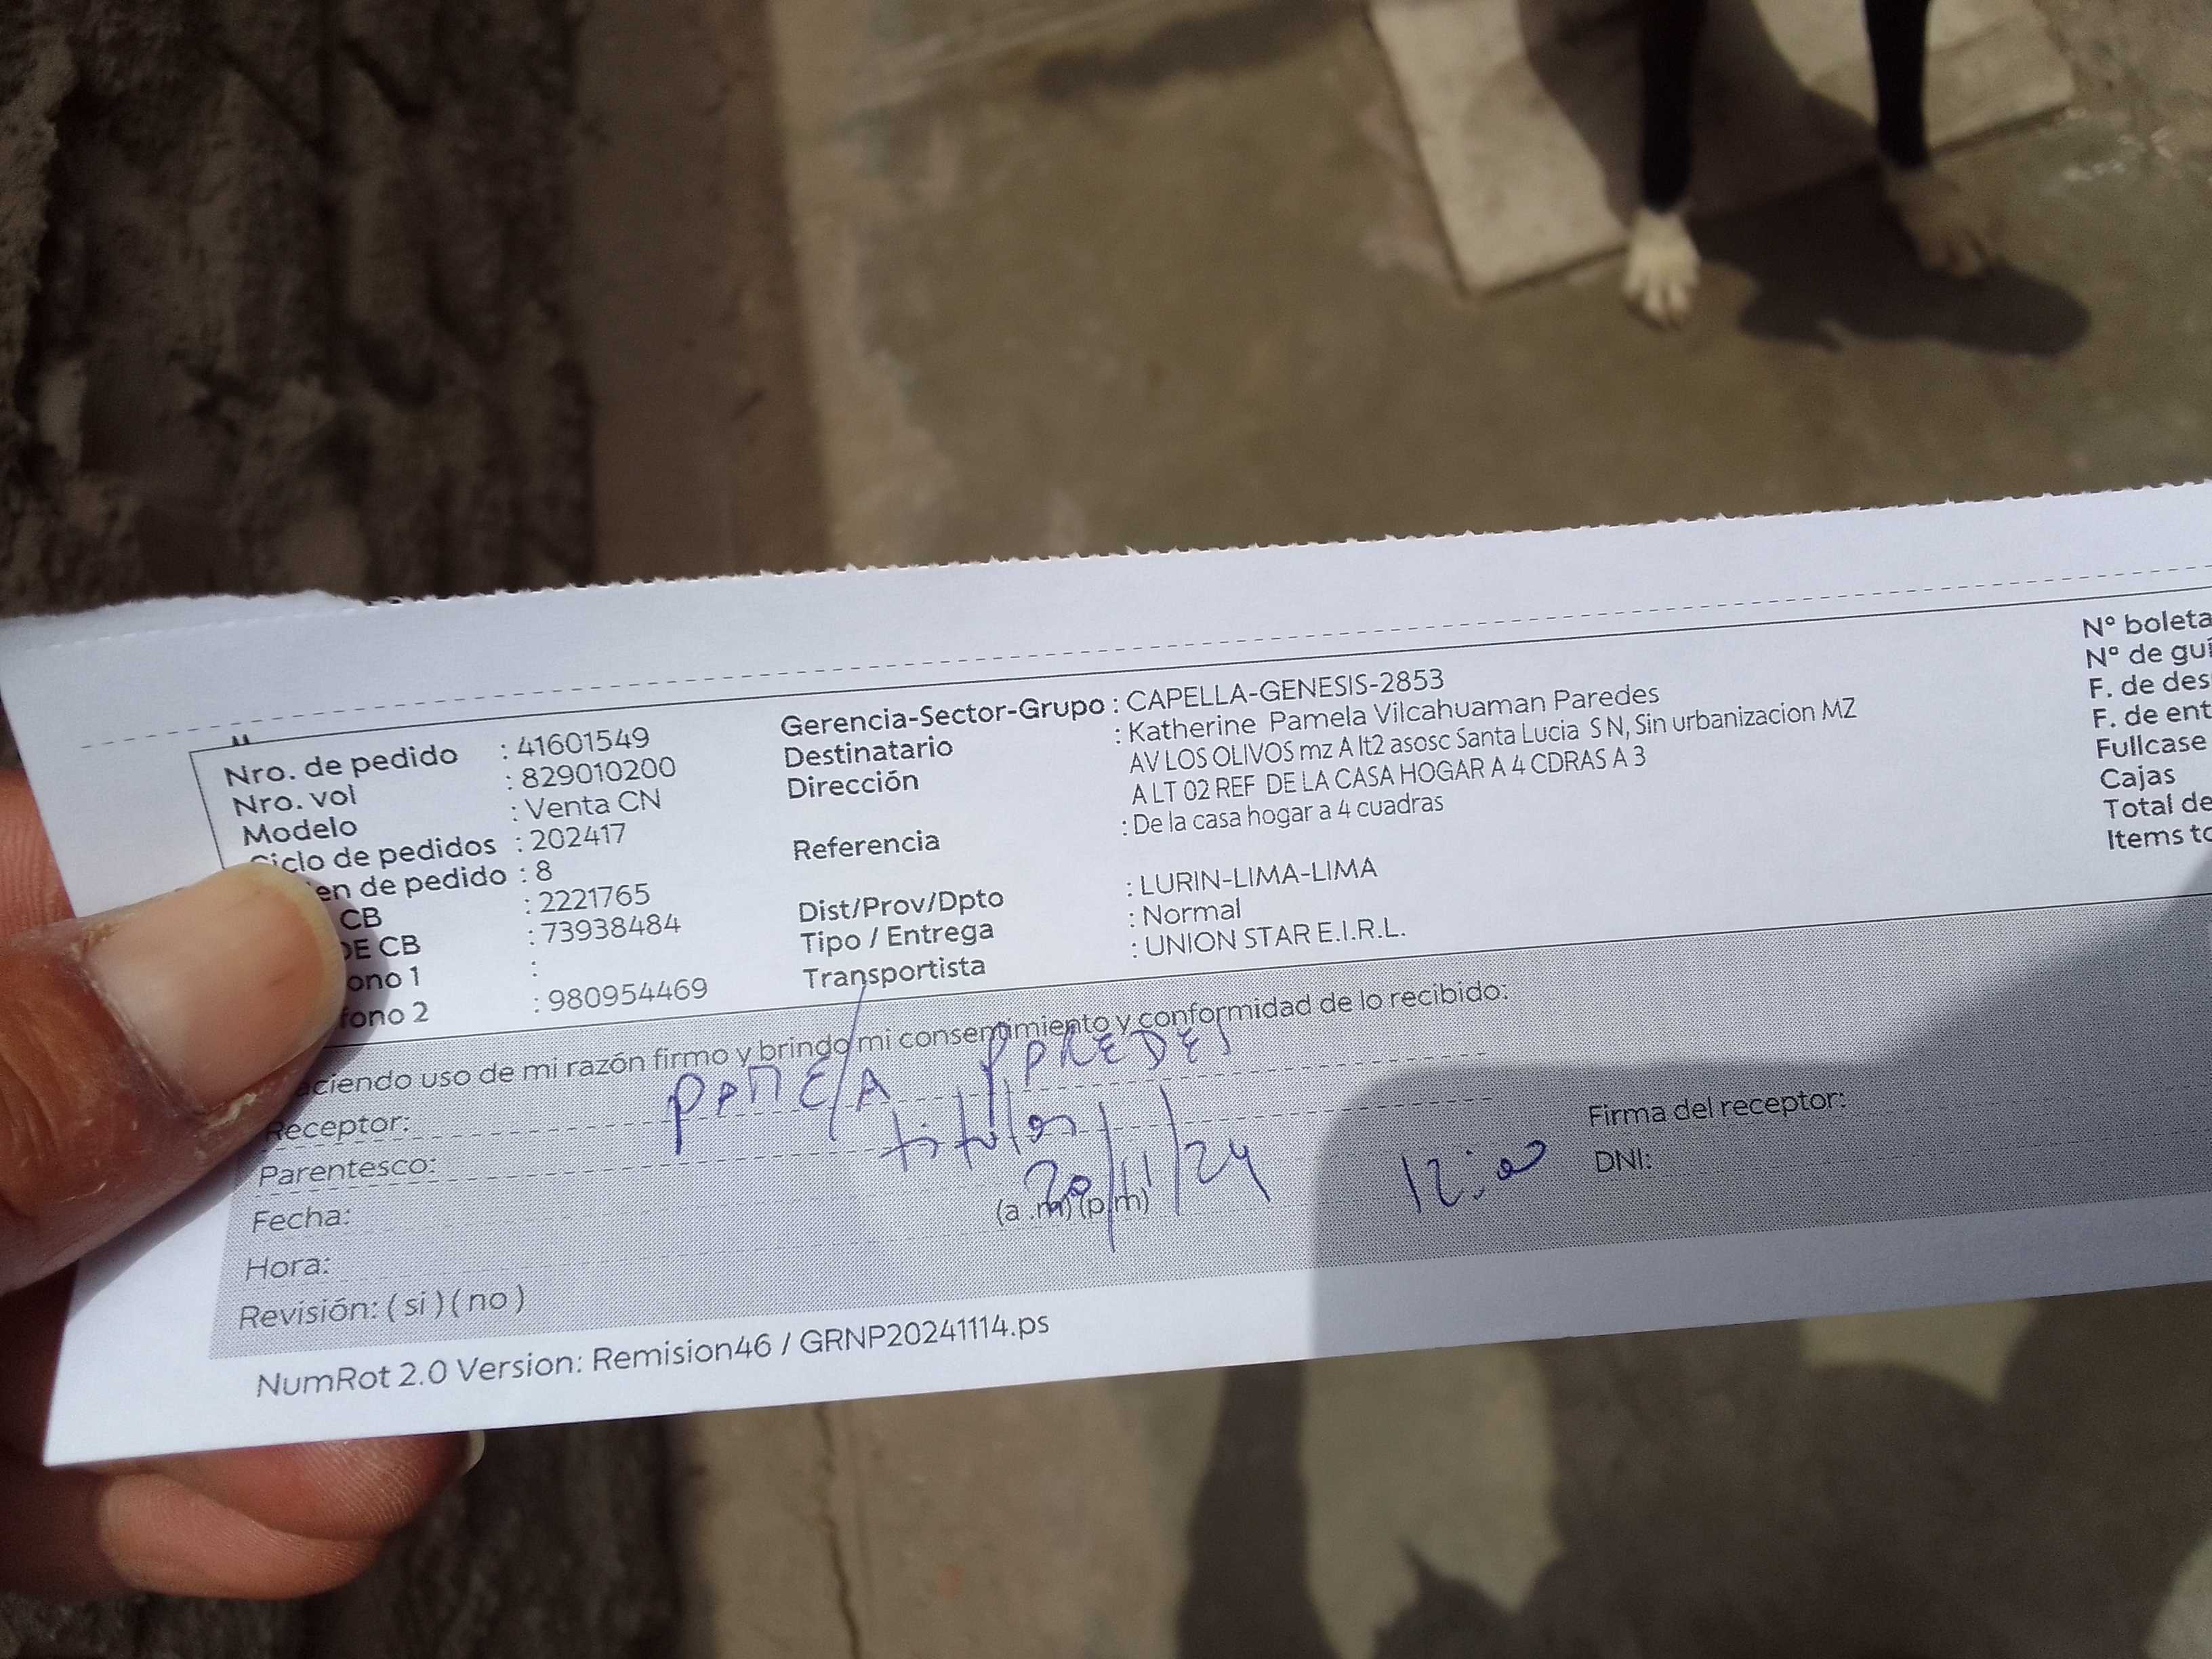 Nro. de pedido : 41601549
Nro. vol : 829010200
Modelo : Venta CN
Ciclo de pedidos : 202417
en de pedido : 8
CB : 2221765
DE CB : 73938484
ono 1 :
fono 2 : 980954469
Gerencia-Sector-Grupo : CAPELLA-GENESIS-2853
Destinatario : Katherine Pamela Vilcahuaman Paredes
Dirección AV LOS OLIVOS mz A lt2 asosc Santa Lucia S N, Sin urbanizacion MZ
A LT 02 REF DE LA CASA HOGAR A 4 CDRAS A 3
Referencia : De la casa hogar a 4 cuadras
Dist/Prov/Dpto : LURIN-LIMA-LIMA
Tipo / Entrega : Normal
Transportista : UNION STAR E.I.R.L.
N° boleta
N° de guí
F. de des
F. de ent
Fullcase
Cajas
Total de
Items to
aciendo uso de mi razón firmo y brindo mi consentimiento y conformidad de lo recibido:
Receptor: PAMELA PAREDES
Parentesco: titular
Fecha: 20/11/24
Hora: (a .m) (p.m) 12:00
Revisión: ( si ) ( no )
Firma del receptor:
DNI:
NumRot 2.0 Version: Remision46 / GRNP20241114.ps